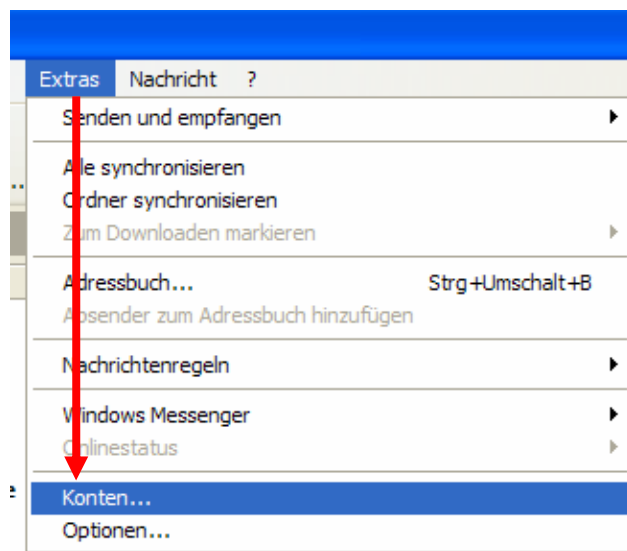 Extras Nachricht ?
Senden und empfangen
Alle synchronisieren
...
Ordner synchronisieren
Zum Downloaden markieren
Adressbuch... Strg+Umschalt+B
Absender zum Adressbuch hinzufügen
Nachrichtenregeln
Windows Messenger
Onlinestatus
e
Konten...
Optionen...